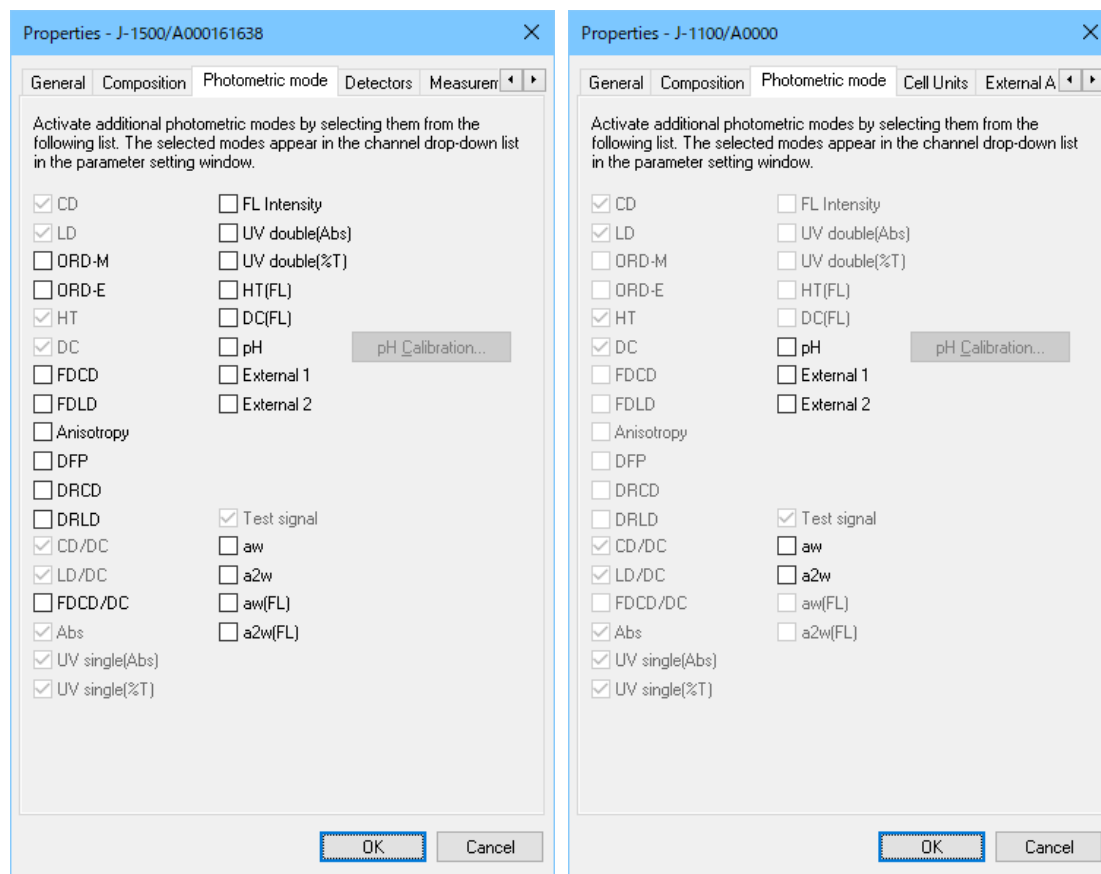 Properties - J-1500/A000161638
General Composition Photometric mode Detectors Measurem
Activate additional photometric modes by selecting them from the
following list. The selected modes appear in the channel drop-down list
in the parameter setting window.
CD FL Intensity
LD UV double(Abs)
ORD-M UV double(%T)
ORD-E HT(FL)
HT DC(FL)
DC pH pH Calibration...
FDCD External 1
FDLD External 2
Anisotropy
DFP
DRCD
DRLD Test signal
CD/DC aw
LD/DC a2w
FDCD/DC aw(FL)
Abs a2w(FL)
UV single(Abs)
UV single(%T)
OK Cancel
Properties - J-1100/A0000
General Composition Photometric mode Cell Units External A
Activate additional photometric modes by selecting them from the
following list. The selected modes appear in the channel drop-down list
in the parameter setting window.
CD FL Intensity
LD UV double(Abs)
ORD-M UV double(%T)
ORD-E HT(FL)
HT DC(FL)
DC pH pH Calibration...
FDCD External 1
FDLD External 2
Anisotropy
DFP
DRCD
DRLD Test signal
CD/DC aw
LD/DC a2w
FDCD/DC aw(FL)
Abs a2w(FL)
UV single(Abs)
UV single(%T)
OK Cancel